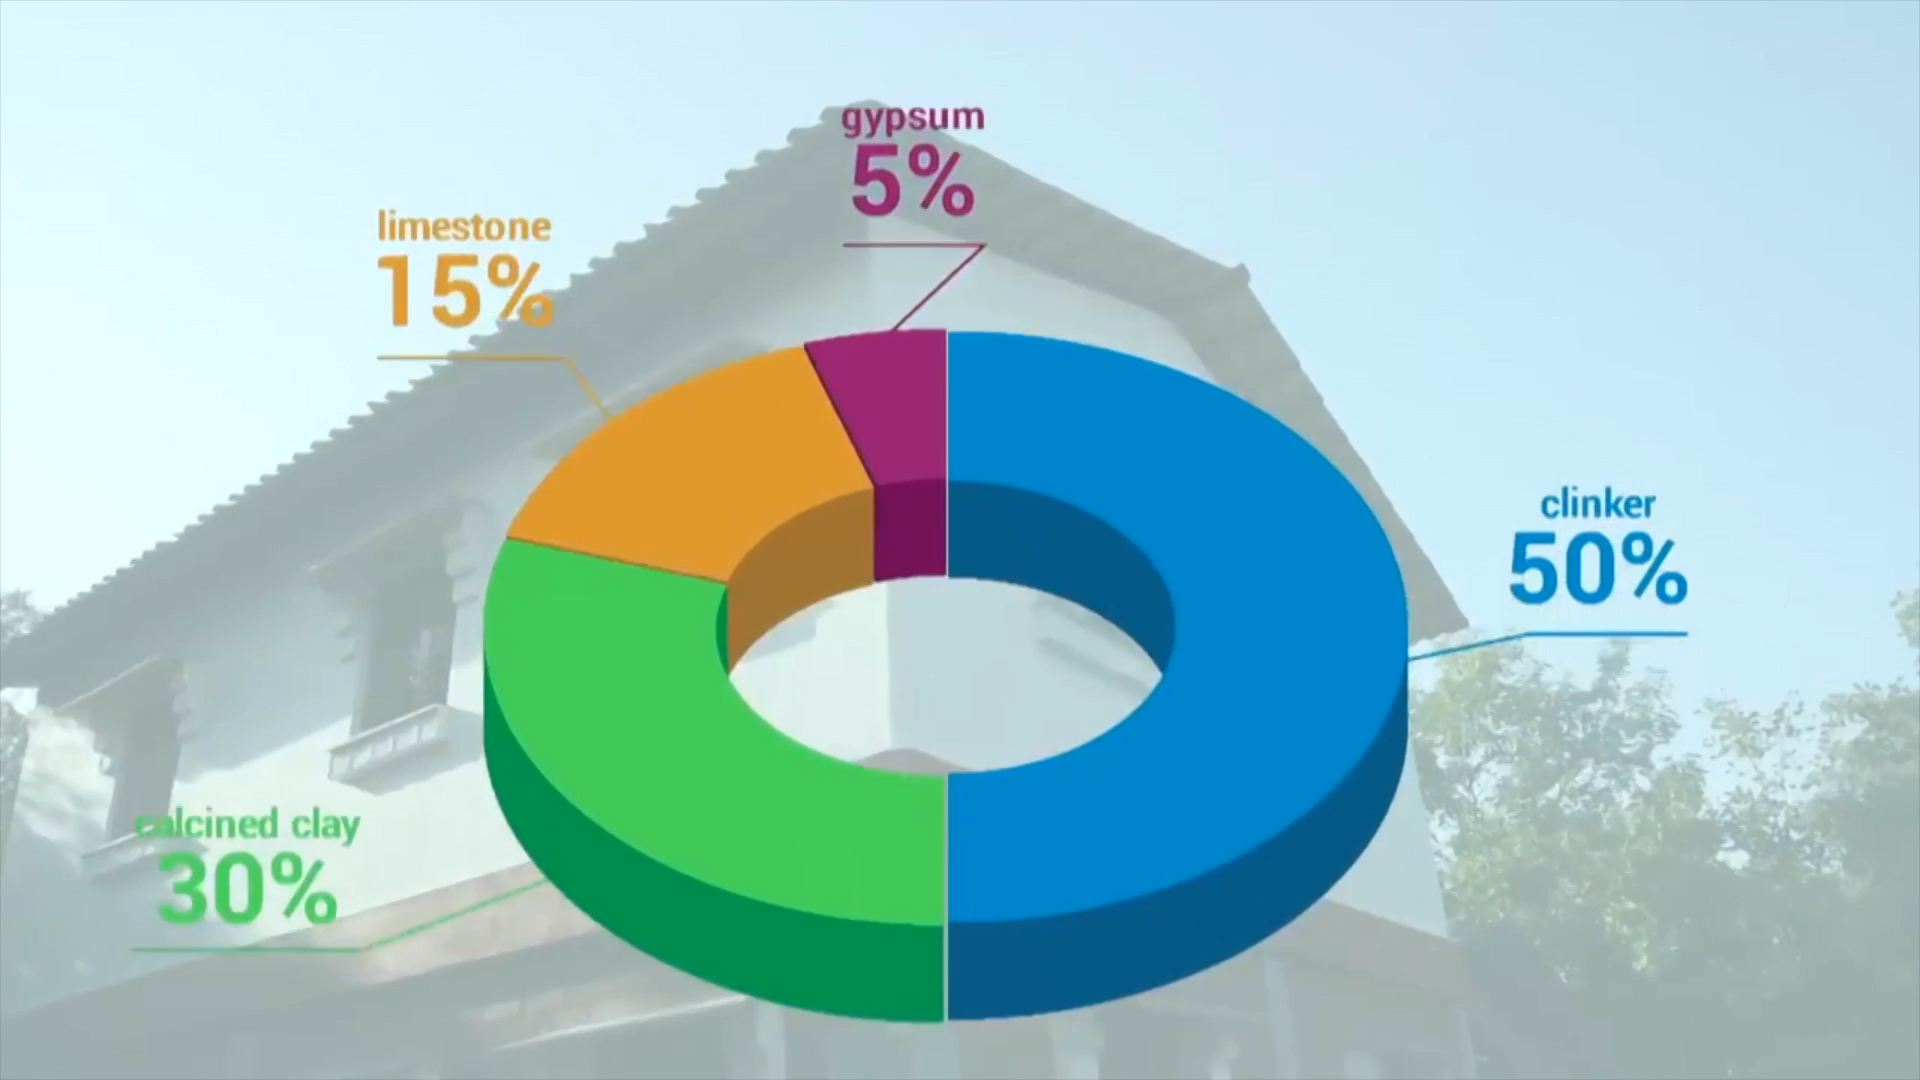 gypsum
5%
limestone
15%
clinker
50%
calcined clay
30%